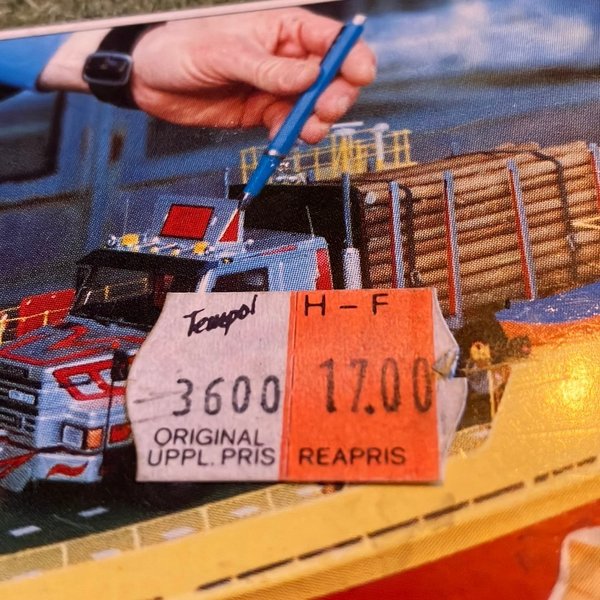 Tempo!
H-F
3600
17.00
ORIGINAL
UPPL. PRIS
REAPRIS